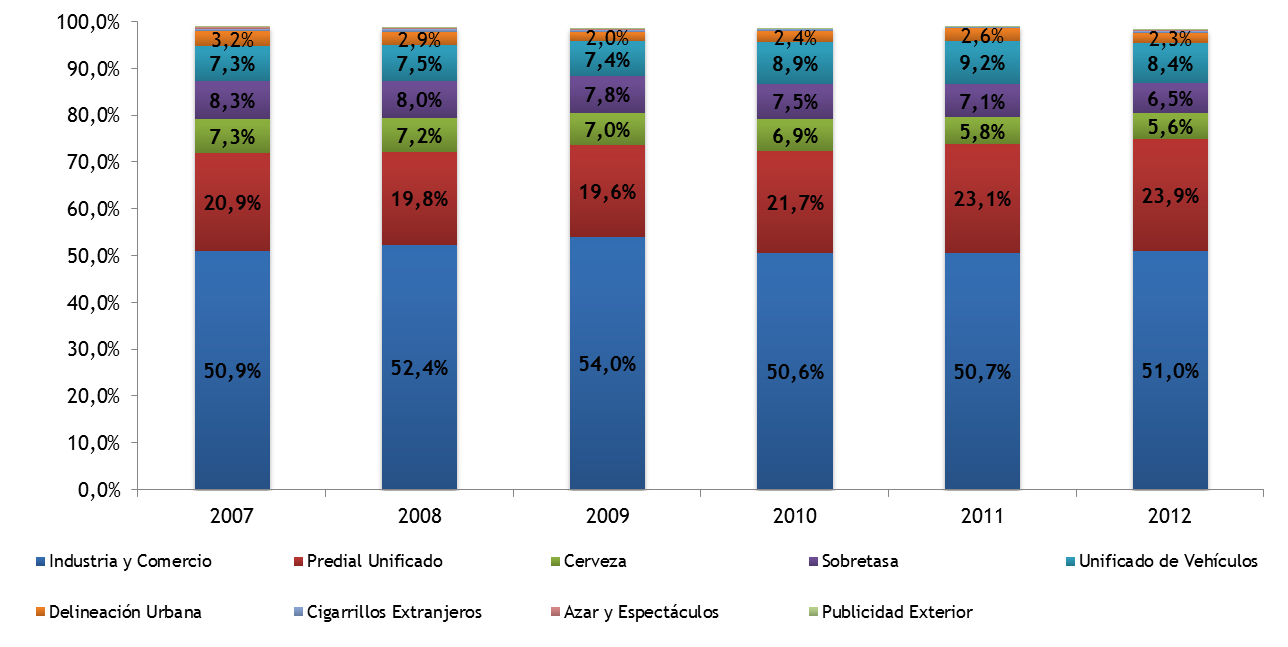 100,0%
90,0%
80,0%
70,0%
60,0%
50,0%
40,0%
30,0%
20,0%
10,0%
0,0%
3,2% 2,9% 2,0% 2,4% 2,6% 2,3%
7,3% 7,5% 7,4% 8,9% 9,2% 8,4%
8,3% 8,0% 7,8% 7,5% 7,1% 6,5%
7,3% 7,2% 7,0% 6,9% 5,8% 5,6%
20,9% 19,8% 19,6% 21,7% 23,1% 23,9%
50,9% 52,4% 54,0% 50,6% 50,7% 51,0%
2007 2008 2009 2010 2011 2012
Industria y Comercio Predial Unificado Cerveza Sobretasa Unificado de Vehículos
Delineación Urbana Cigarrillos Extranjeros Azar y Espectáculos Publicidad Exterior